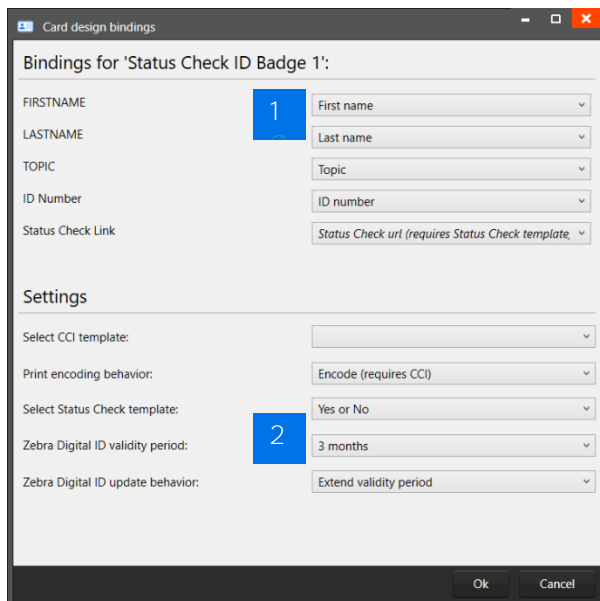 Card design bindings
Bindings for 'Status Check ID Badge 1':
FIRSTNAME 1 First name
LASTNAME Last name
TOPIC Topic
ID Number ID number
Status Check Link Status Check url (requires Status Check template,
Settings
Select CCI template:
Print encoding behavior: Encode (requires CCI)
Select Status Check template: Yes or No
Zebra Digital ID validity period: 2 3 months
Zebra Digital ID update behavior: Extend validity period
Ok Cancel